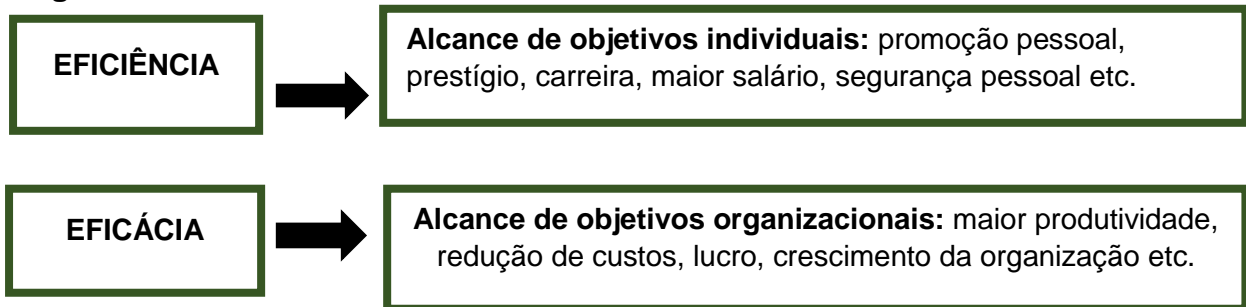 EFICIÊNCIA
Alcance de objetivos individuais: promoção pessoal,
prestígio, carreira, maior salário, segurança pessoal etc.
EFICÁCIA
Alcance de objetivos organizacionais: maior produtividade,
redução de custos, lucro, crescimento da organização etc.